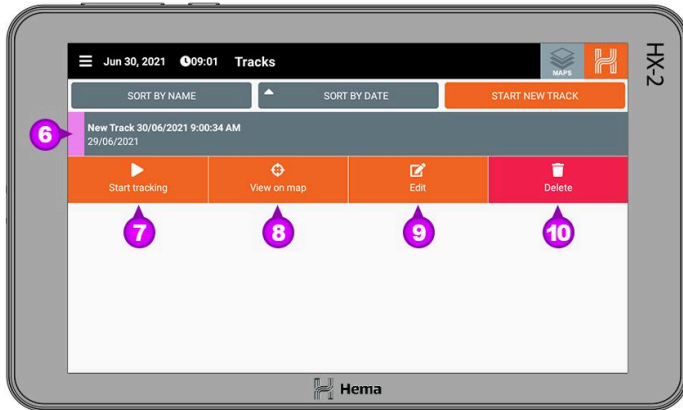 Jun 30, 2021 09:01 Tracks
MAPS
HX-2
SORT BY NAME
SORT BY DATE
START NEW TRACK
6
New Track 30/06/2021 9:00:34 AM
29/06/2021
Start tracking
View on map
Edit
Delete
7
8
9
10
Hema